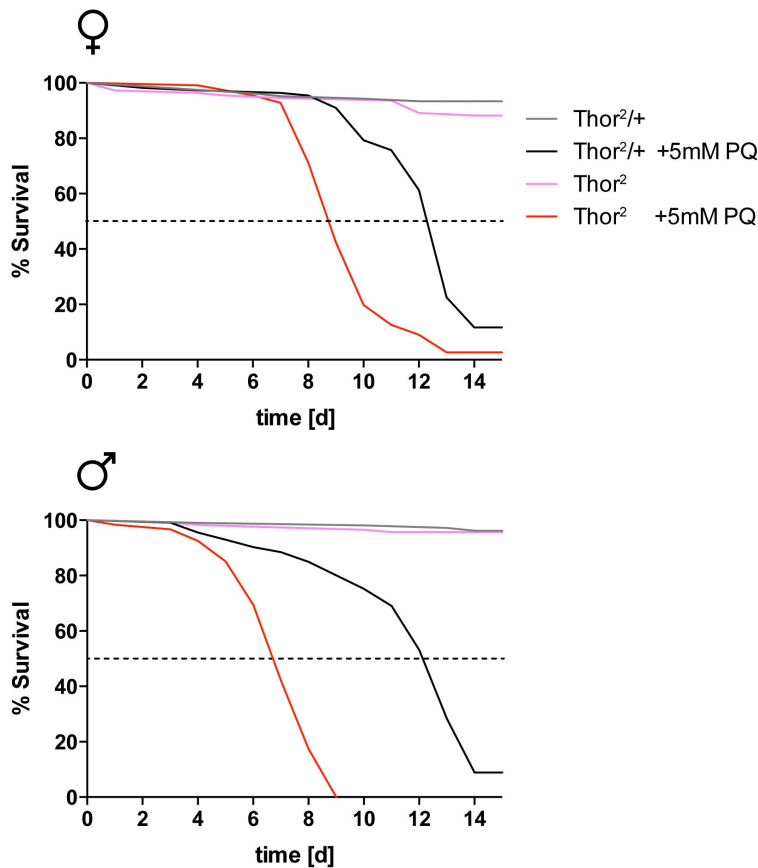 ♀
% Survival
100
80
60
40
20
0
0 2 4 6 8 10 12 14
time [d]
Thor²/+
Thor²/+ +5mM PQ
Thor²
Thor² +5mM PQ
♂
% Survival
100
80
60
40
20
0
0 2 4 6 8 10 12 14
time [d]